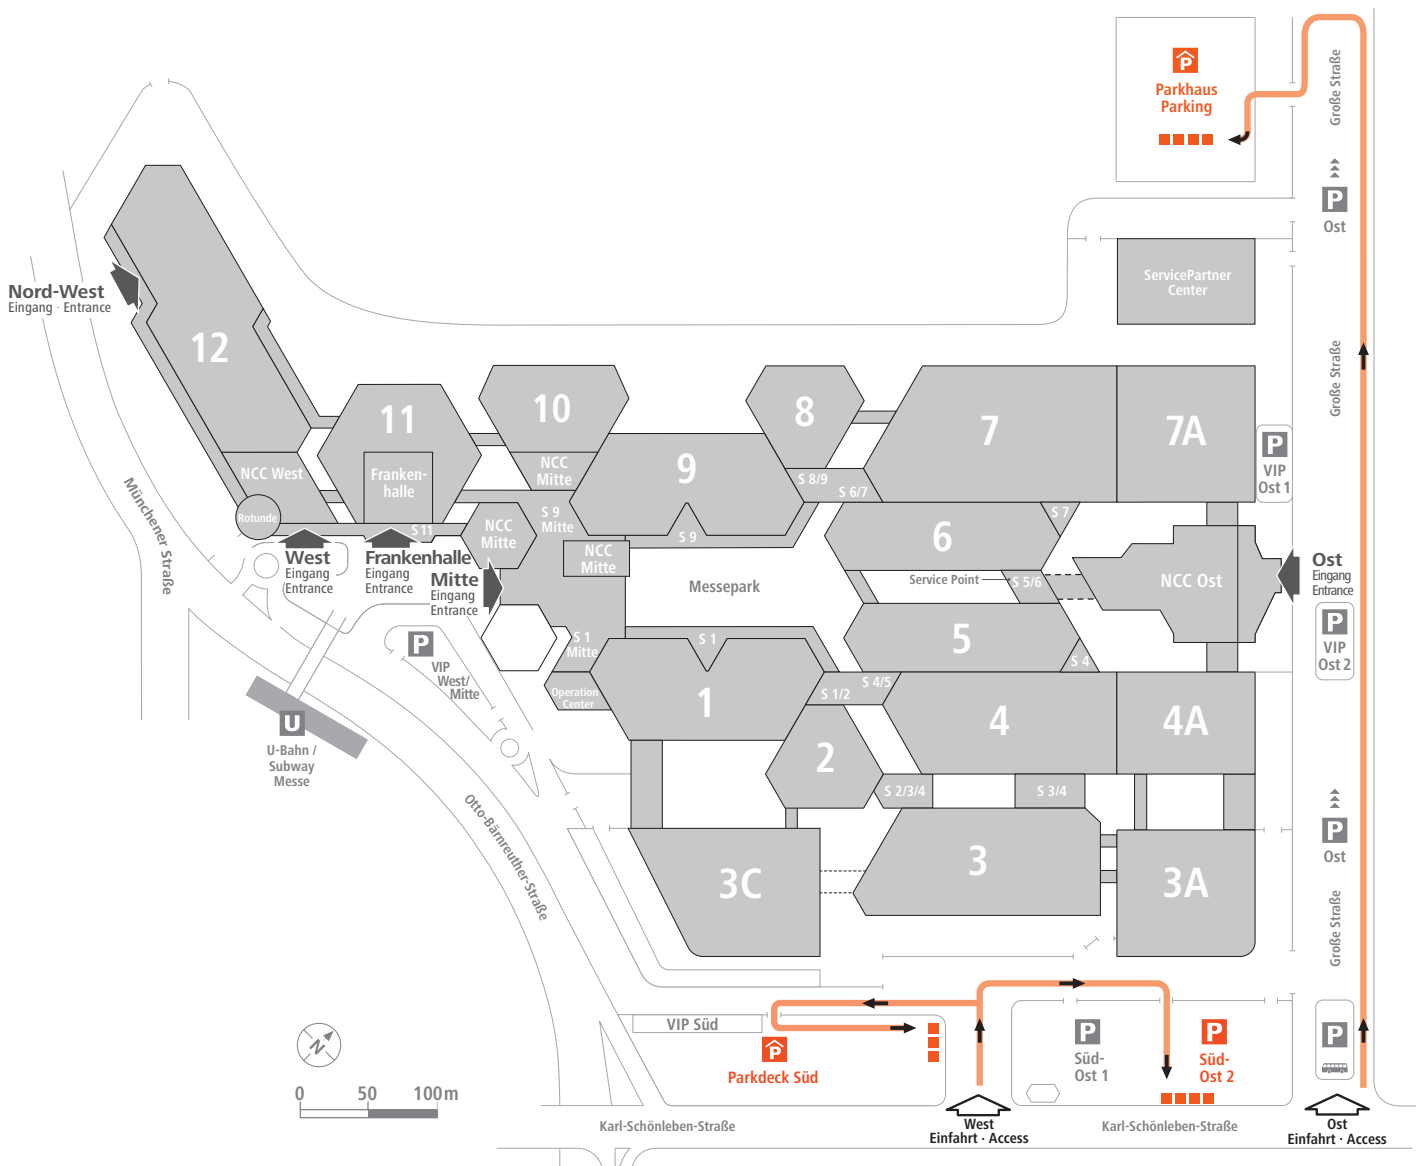 Parkhaus
Parking
Große Straße
P
Ost
ServicePartner
Center
Nord-West
Eingang · Entrance
12
11
10
9
8
7
7A
NCC West
Franken-
halle
NCC
Mitte
S 8/9
S 6/7
P
VIP
Ost 1
Große Straße
Rotunde
S 11
NCC
Mitte
S 9
Mitte
S 9
NCC
Mitte
6
S 7
West
Eingang
Entrance
Frankenhalle
Eingang
Entrance
Mitte
Eingang
Entrance
Messepark
Service Point
S 5/6
NCC Ost
Ost
Eingang
Entrance
Münchener Straße
P
VIP
West/
Mitte
S 1
Mitte
S 1
5
S 4
P
VIP
Ost 2
Operation
Center
1
S 1/2
S 4/5
4
4A
U
U-Bahn /
Subway
Messe
2
S 2/3/4
S 3/4
P
Ost
Otto-Bärnreuther-Straße
3C
3
3A
Große Straße
VIP Süd
P
Parkdeck Süd
P
Süd-
Ost 1
P
Süd-
Ost 2
P
N
0 50 100 m
Karl-Schönleben-Straße
West
Einfahrt · Access
Karl-Schönleben-Straße
Ost
Einfahrt · Access